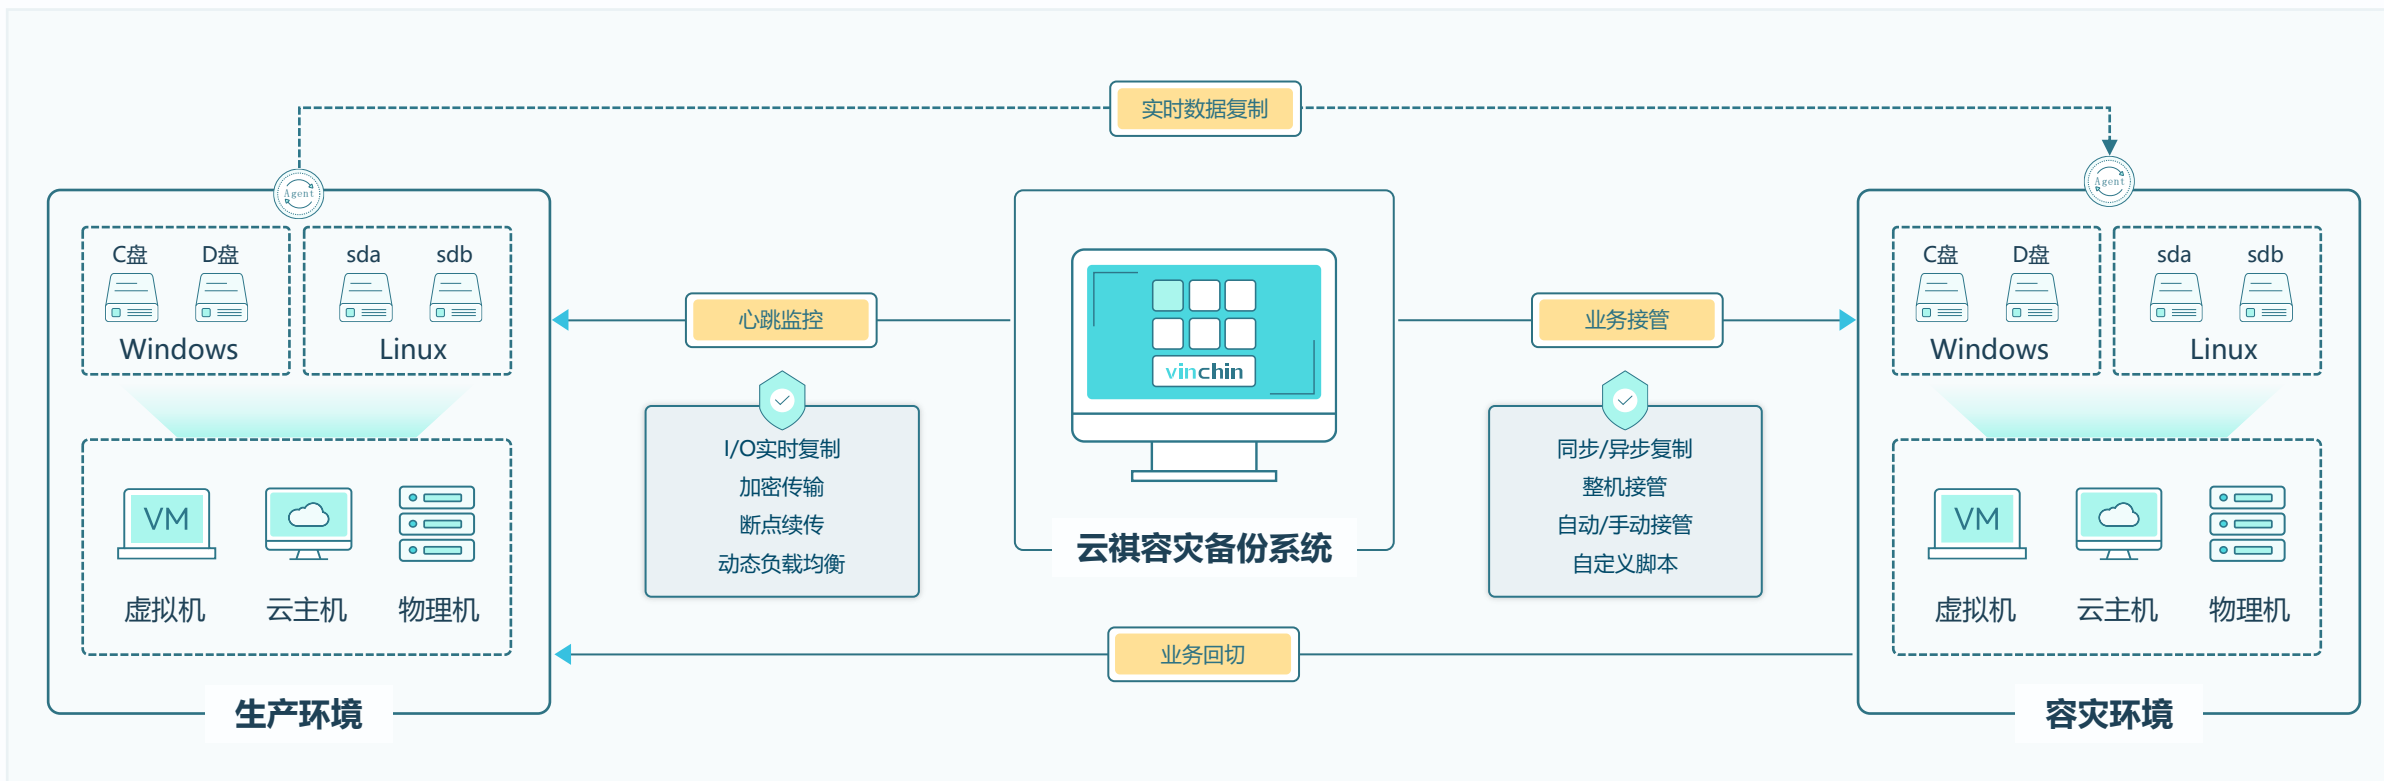 实时数据复制
Agent
C盘
D盘
Windows
sda
sdb
Linux
VM
虚拟机
云主机
物理机
生产环境
心跳监控
I/O实时复制
加密传输
断点续传
动态负载均衡
vinchin
云祺容灾备份系统
业务接管
同步/异步复制
整机接管
自动/手动接管
自定义脚本
业务回切
Agent
C盘
D盘
Windows
sda
sdb
Linux
VM
虚拟机
云主机
物理机
容灾环境